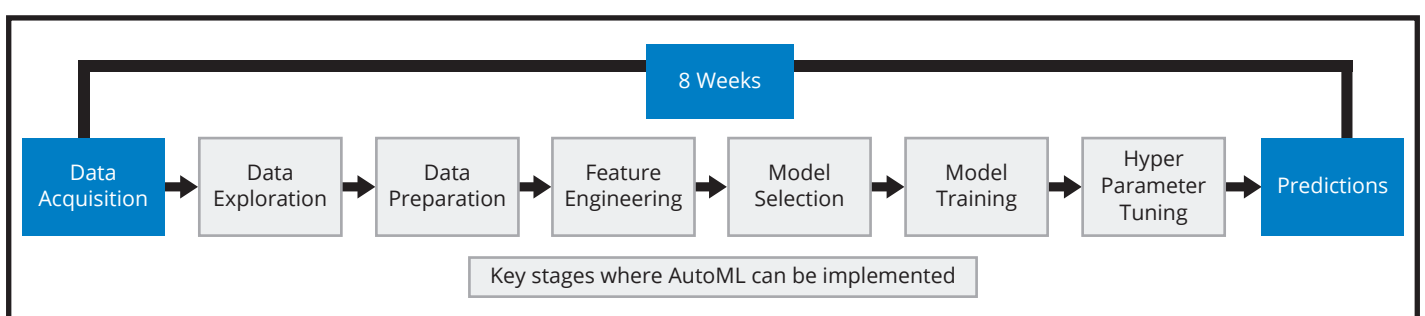 8 Weeks
Data
Acquisition
Data
Exploration
Data
Preparation
Feature
Engineering
Model
Selection
Model
Training
Hyper
Parameter
Tuning
Predictions
Key stages where AutoML can be implemented